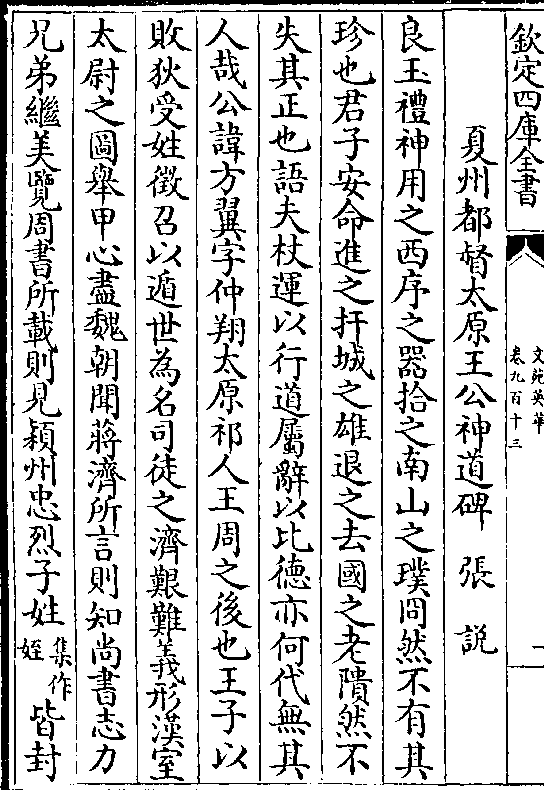 欽定四庫全書
文苑英華
卷九百十三
一
夏州都督太原王公神道碑　張説
良玉禮神用之西序之器拾之南山之璞罔然不有其
珍也君子安命進之扞城之雄退之去國之老隤然不
失其正也語夫杖運以行道屬辭以比德亦何代無其
人哉公諱方翼字仲翔太原祁人王周之後也王子以
敗狄受姓徵召以遁世為名司徒之濟艱難義形漢室
太尉之圖舉甲心盡魏朝聞蔣濟所言則知尚書志力
兄弟繼美覽周書所載則見潁州忠烈子姓集作姪皆封